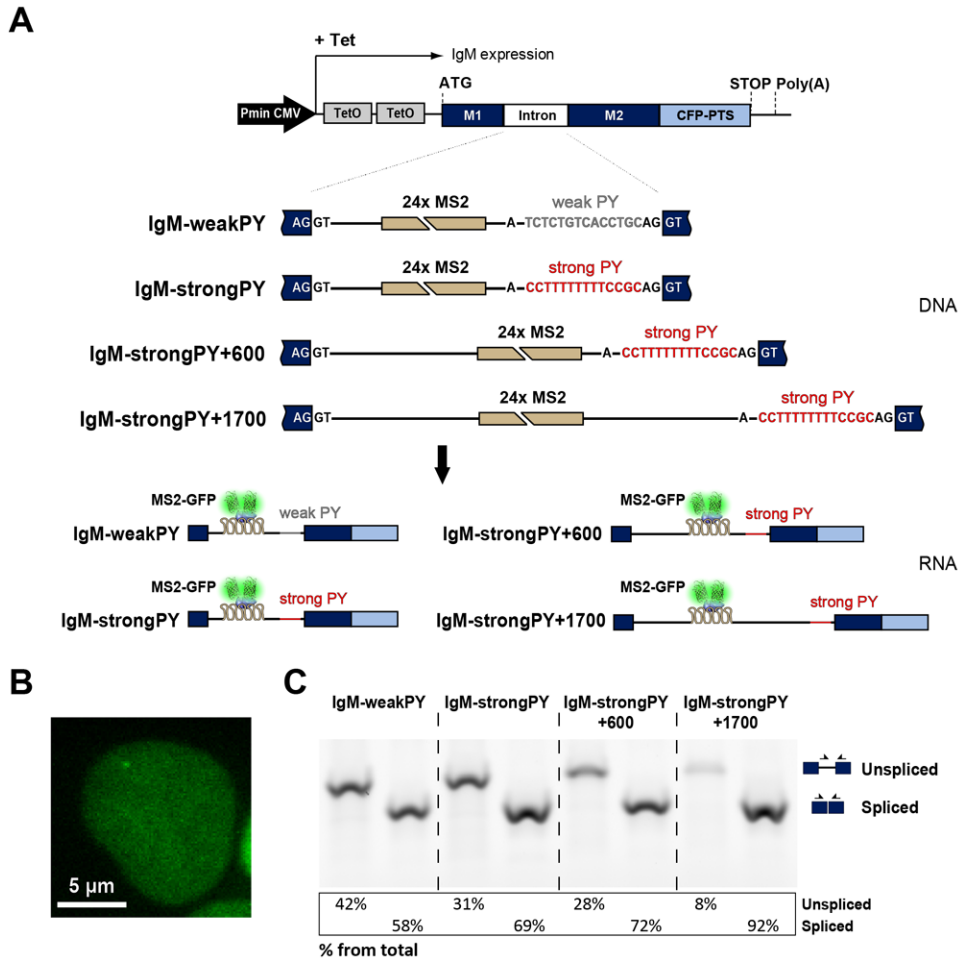 A
+ Tet
IgM expression
ATG
STOP Poly(A)
Pmin CMV
TetO
TetO
M1
Intron
M2
CFP-PTS
24x MS2
weak PY
IgM-weakPY
AG GT
A-TCTCTGTCACCTGCAG GT
24x MS2
strong PY
IgM-strongPY
AG GT
A-CCTTTTTTTTCCGCAG GT
DNA
24x MS2
strong PY
IgM-strongPY+600
AG GT
A-CCTTTTTTTTCCGCAG GT
24x MS2
strong PY
IgM-strongPY+1700
AG GT
A-CCTTTTTTTTCCGCAG GT
MS2-GFP
weak PY
IgM-weakPY
MS2-GFP
strong PY
IgM-strongPY+600
RNA
MS2-GFP
strong PY
IgM-strongPY
MS2-GFP
strong PY
IgM-strongPY+1700
B
5 µm
C
IgM-weakPY
IgM-strongPY
IgM-strongPY
+600
IgM-strongPY
+1700
Unspliced
Spliced
42% 31% 28% 8% Unspliced
58% 69% 72% 92% Spliced
% from total